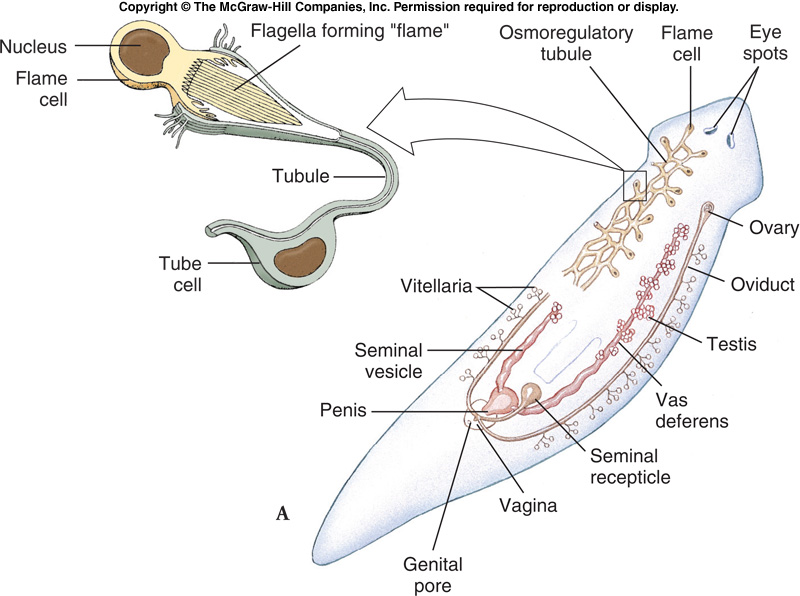 Copyright © The McGraw-Hill Companies, Inc. Permission required for reproduction or display.
Nucleus
Flame
cell
Flagella forming "flame"
Osmoregulatory
tubule
Flame
cell
Eye
spots
Tubule
Tube
cell
Ovary
Vitellaria
Oviduct
Seminal
vesicle
Testis
Penis
Vas
deferens
Seminal
recepticle
Vagina
A
Genital
pore